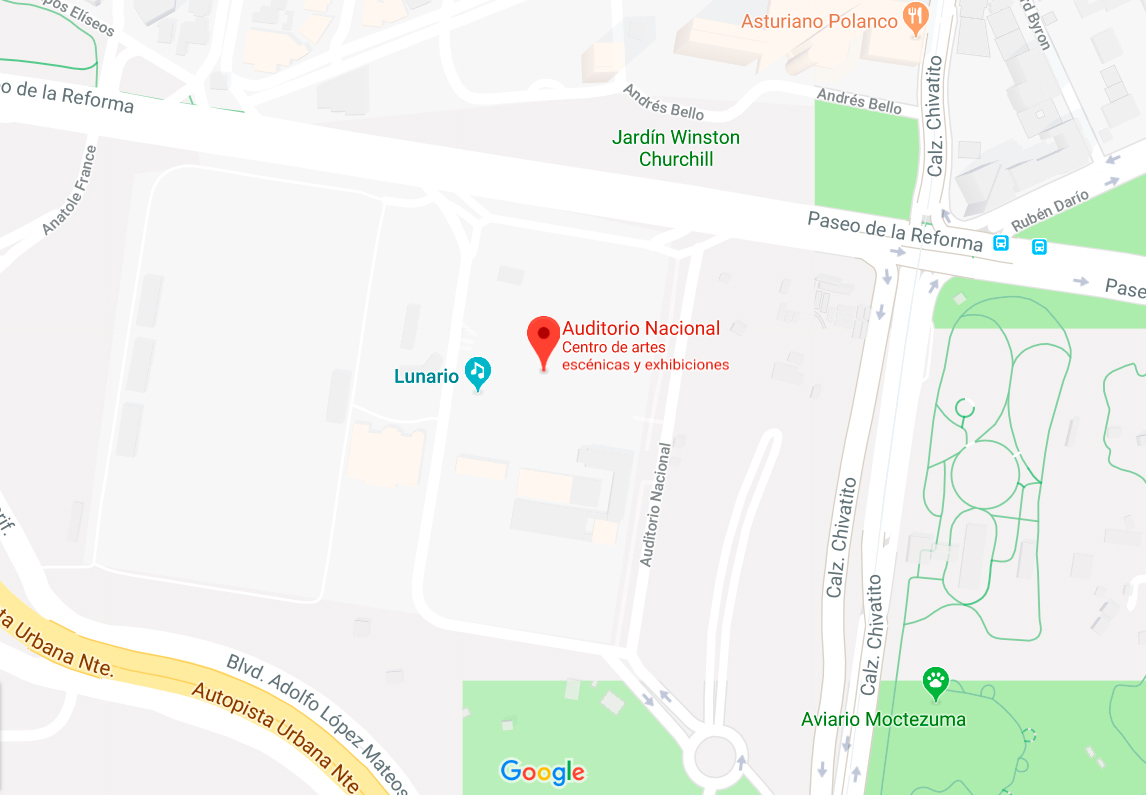 pos Elíseos
Asturiano Polanco
rd Byron
o de la Reforma
Andrés Bello
Andrés Bello
Calz. Chivatito
Jardín Winston
Churchill
Anatole France
Rubén Darío
Paseo de la Reforma
Pase
Auditorio Nacional
Centro de artes
escénicas y exhibiciones
Lunario
Auditorio Nacional
Calz. Chivatito
rif.
Calz. Chivatito
ta Urbana Nte.
Blvd. Adolfo López Mateos
Autopista Urbana Nte.
Aviario Moctezuma
Google